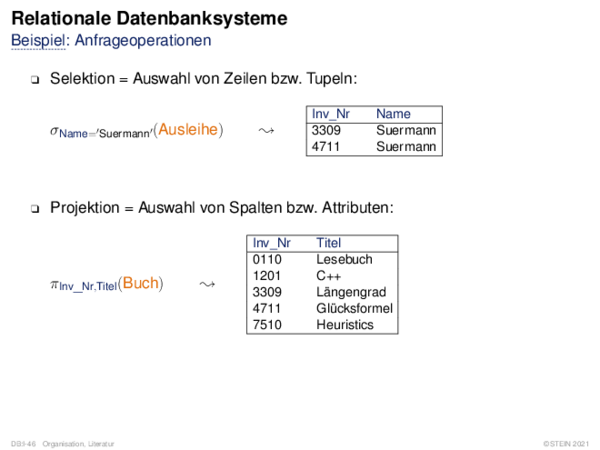 Relationale Datenbanksysteme
Beispiel: Anfrageoperationen
❑ Selektion = Auswahl von Zeilen bzw. Tupeln:
σName='Suermann'(Ausleihe) ⤳
Inv_Nr Name
3309 Suermann
4711 Suermann
❑ Projektion = Auswahl von Spalten bzw. Attributen:
πInv_Nr,Titel(Buch) ⤳
Inv_Nr Titel
0110 Lesebuch
1201 C++
3309 Längengrad
4711 Glücksformel
7510 Heuristics
DB:I-46 Organisation, Literatur ©STEIN 2021